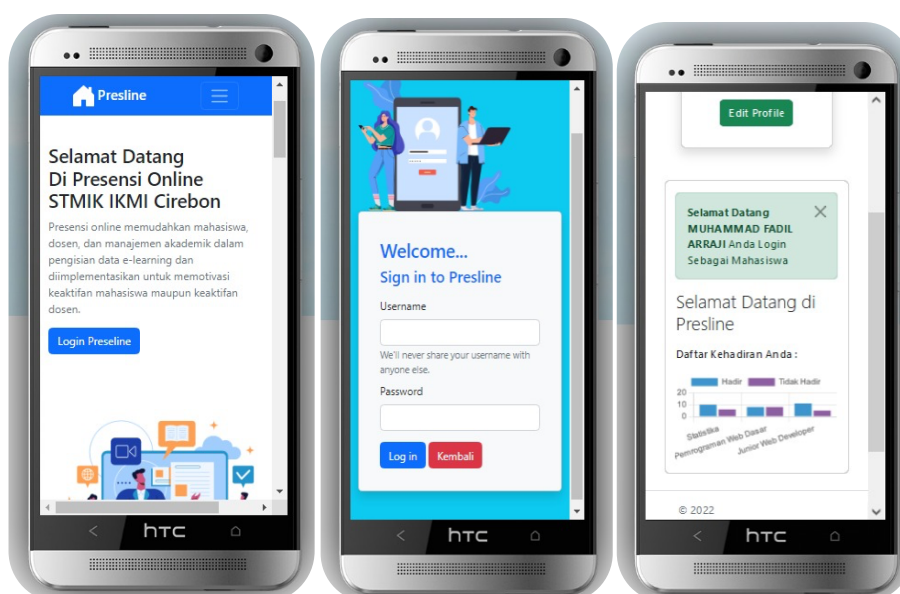 Presline
Selamat Datang
Di Presensi Online
STMIK IKMI Cirebon
Presensi online memudahkan mahasiswa,
dosen, dan manajemen akademik dalam
pengisian data e-learning dan
diimplementasikan untuk memotivasi
keaktifan mahasiswa maupun keaktifan
dosen.
Login Preseline
hTC
Welcome...
Sign in to Presline
Username
We'll never share your username with
anyone else.
Password
Log in Kembali
hTC
Edit Profile
Selamat Datang
MUHAMMAD FADIL
ARRAJI Anda Login
Sebagai Mahasiswa
Selamat Datang di
Presline
Daftar Kehadiran Anda :
Hadir Tidak Hadir
20
10
0
Statistika
Pemrograman Web Dasar
Junior Web Developer
© 2022
hTC